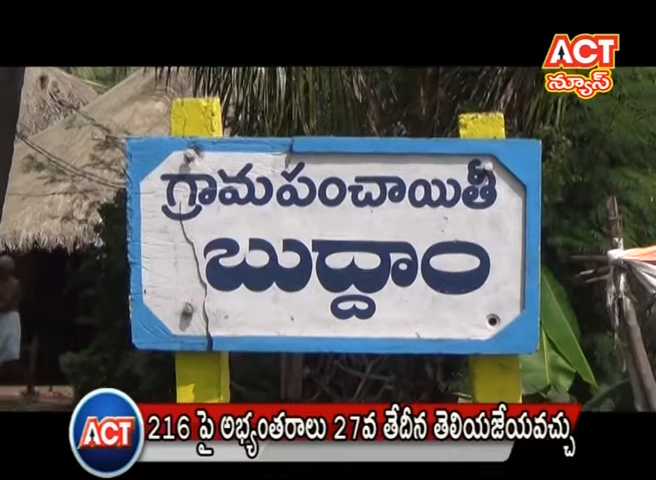 ACT
న్యూస్
గ్రామపంచాయితీ
బుద్దాం
ACT
216 పై అభ్యంతరాలు 27వ తేదీన తెలియజేయవచ్చు